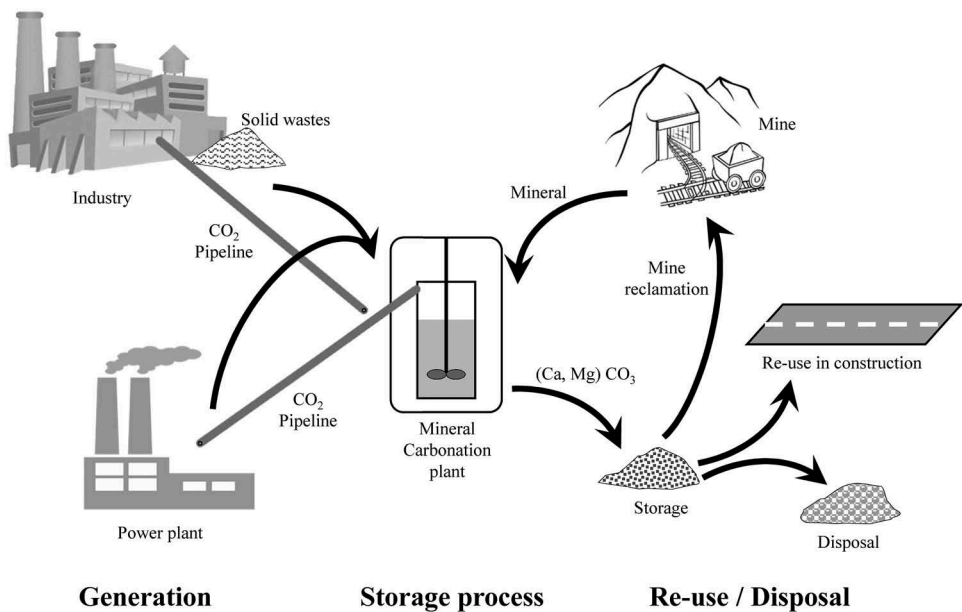 Solid wastes
Industry
CO₂
Pipeline
Mineral
Mine
Mine
reclamation
Re-use in construction
CO₂
Pipeline
(Ca, Mg) CO₃
Mineral
Carbonation
plant
Power plant
Storage
Disposal
Generation
Storage process
Re-use / Disposal